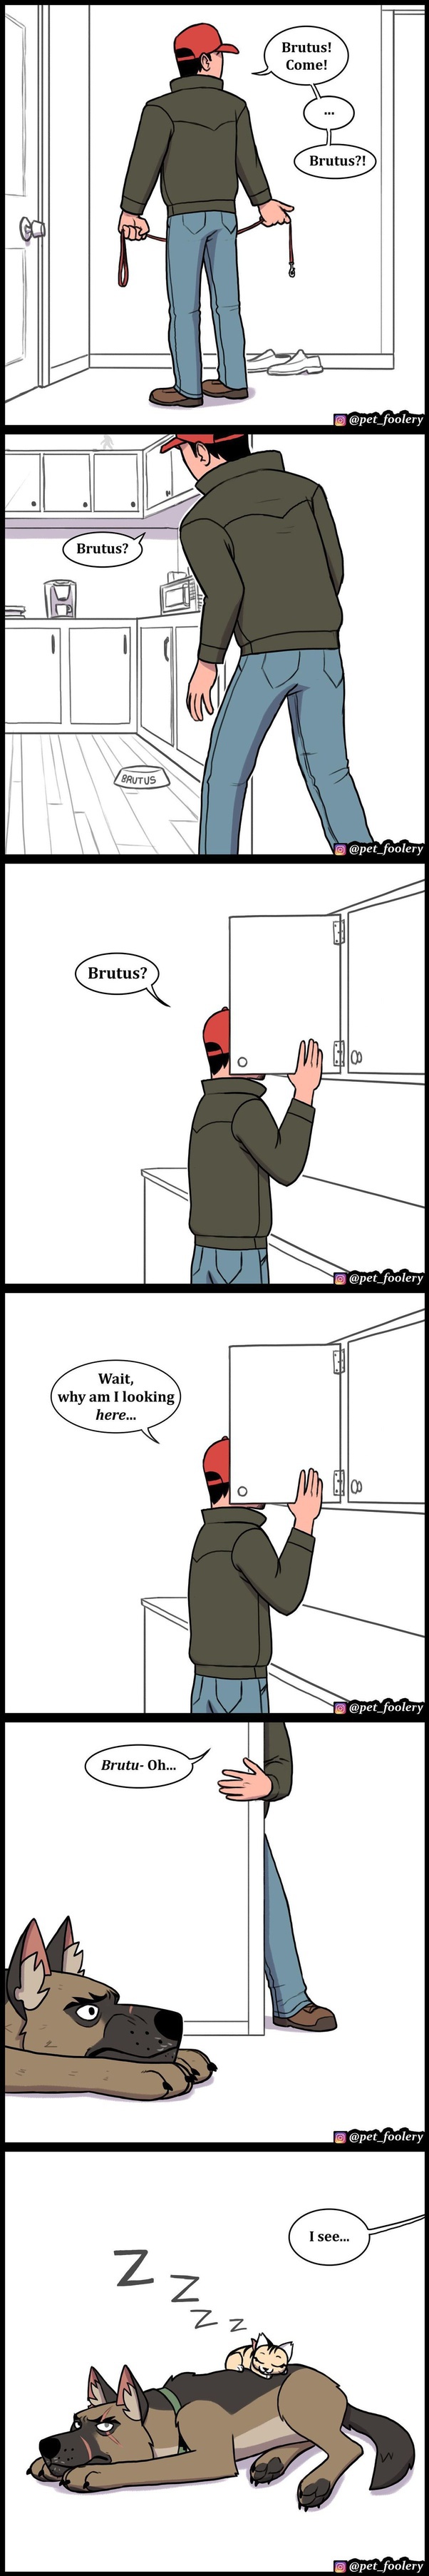 Brutus!
Come!
...
Brutus?!
@pet_foolery
Brutus?
BRUTUS
@pet_foolery
Brutus?
@pet_foolery
Wait,
why am I looking
here...
@pet_foolery
Brutu- Oh...
@pet_foolery
I see...
Z
Z
Z
Z
@pet_foolery